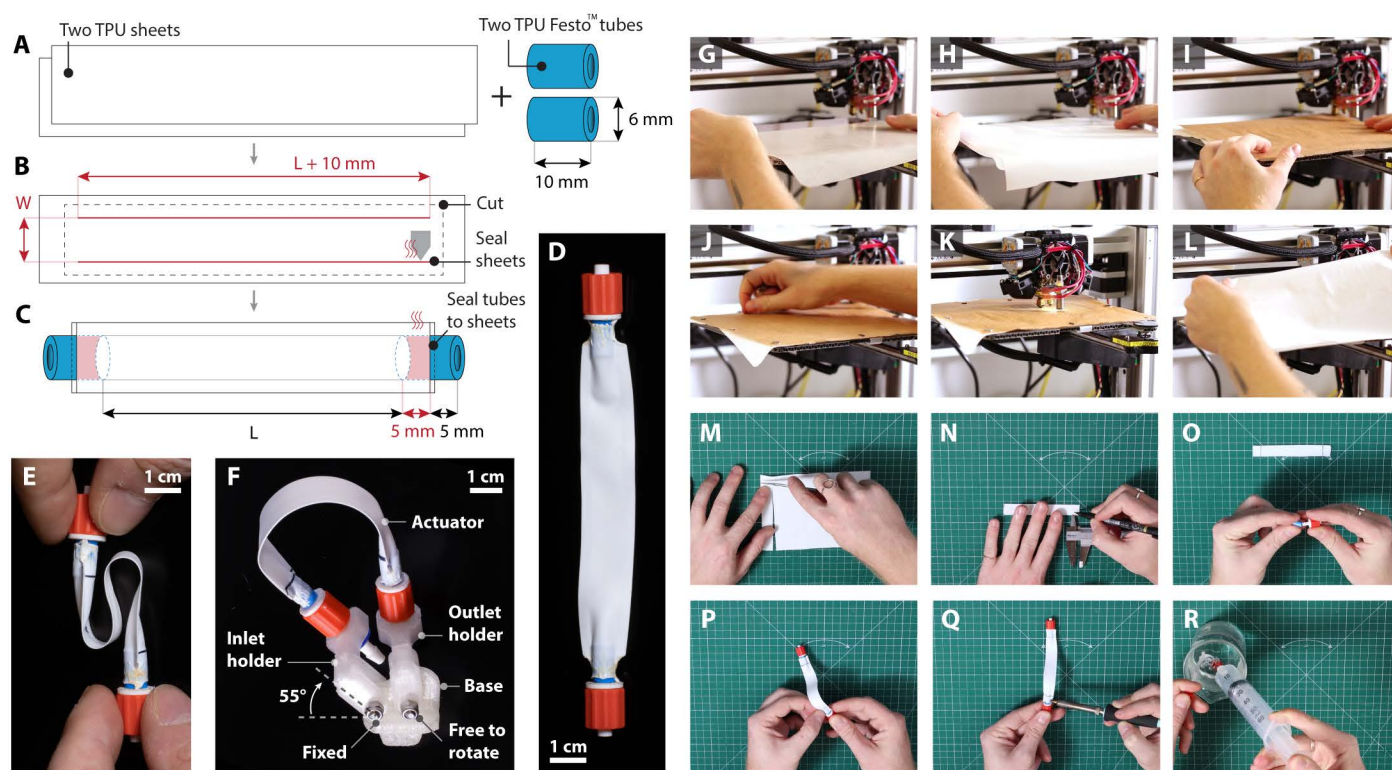 A
Two TPU sheets
Two TPU Festo™ tubes
+
6 mm
10 mm
B
L + 10 mm
W
Cut
Seal
sheets
C
Seal tubes
to sheets
L
5 mm
5 mm
D
1 cm
E
1 cm
F
1 cm
Actuator
Outlet
holder
Inlet
holder
Base
55°
Free to
rotate
Fixed
G
H
I
J
K
L
M
N
O
P
Q
R